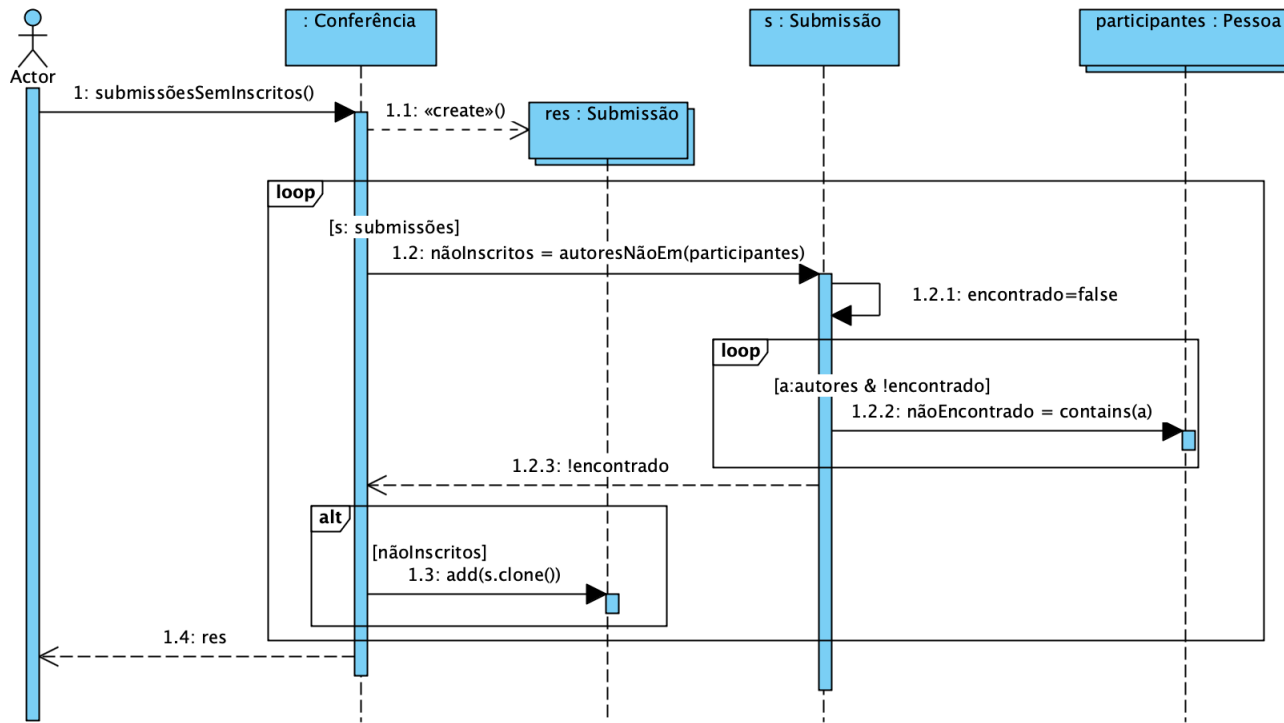 : Conferência
s : Submissão
participantes : Pessoa
Actor
1: submissõesSemInscritos()
1.1: «create»()
res : Submissão
loop
[s: submissões]
1.2: nãoInscritos = autoresNãoEm(participantes)
1.2.1: encontrado=false
loop
[a:autores & !encontrado]
1.2.2: nãoEncontrado = contains(a)
1.2.3: !encontrado
alt
[nãoInscritos]
1.3: add(s.clone())
1.4: res